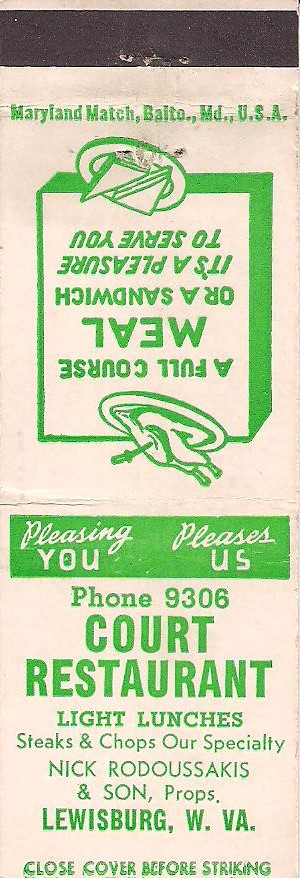 Maryland Match, Balto., Md., U.S.A.
A FULL COURSE
MEAL
OR A SANDWICH
IT'S A PLEASURE
TO SERVE YOU
Pleasing Pleases
YOU US
Phone 9306
COURT
RESTAURANT
LIGHT LUNCHES
Steaks & Chops Our Specialty
NICK RODOUSSAKIS
& SON, Props.
LEWISBURG, W. VA.
CLOSE COVER BEFORE STRIKING